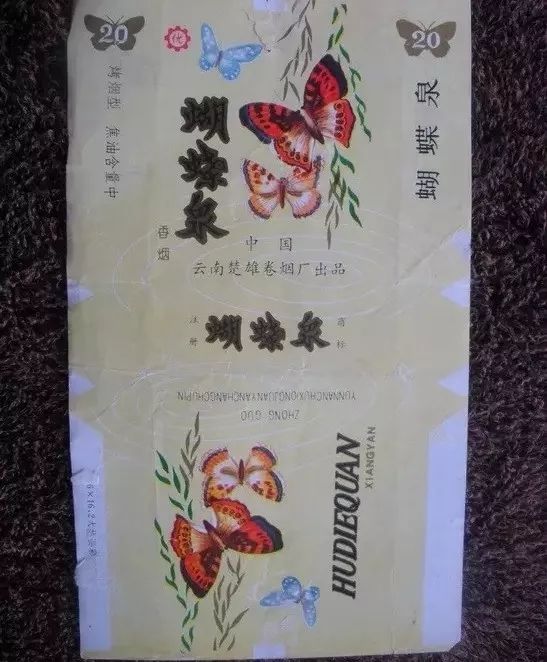 20
20
烤烟型 焦油含量中
优
蝴蝶泉
香烟
蝴蝶泉
中国
云南楚雄卷烟厂出品
注册
蝴蝶泉
商标
ZHONG GUO
YUNNANCHUXIONGJUANYANCHANGCHUPIN
HUDIEQUAN
XIANGYAN